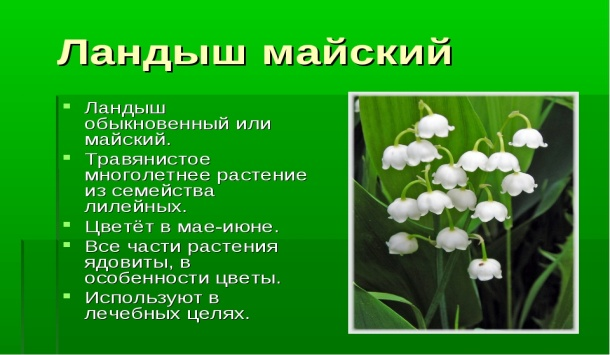 Ландыш майский
Ландыш
обыкновенный или
майский.
Травянистое
многолетнее растение
из семейства
лилейных.
Цветёт в мае-июне.
Все части растения
ядовиты, в
особенности цветы.
Используют в
лечебных целях.